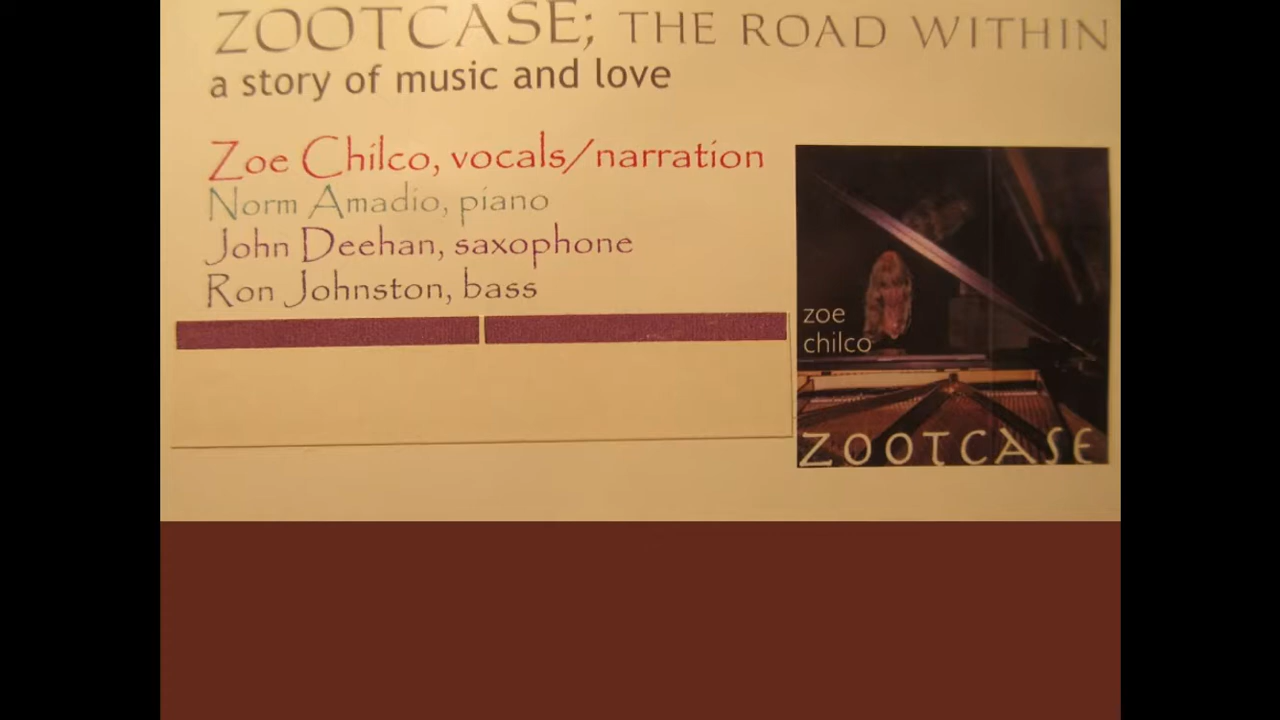 ZOOTCASE; THE ROAD WITHIN
a story of music and love
Zoe Chilco, vocals/narration
Norm Amadio, piano
John Deehan, saxophone
Ron Johnston, bass
zoe
chilco
ZOOTCASE